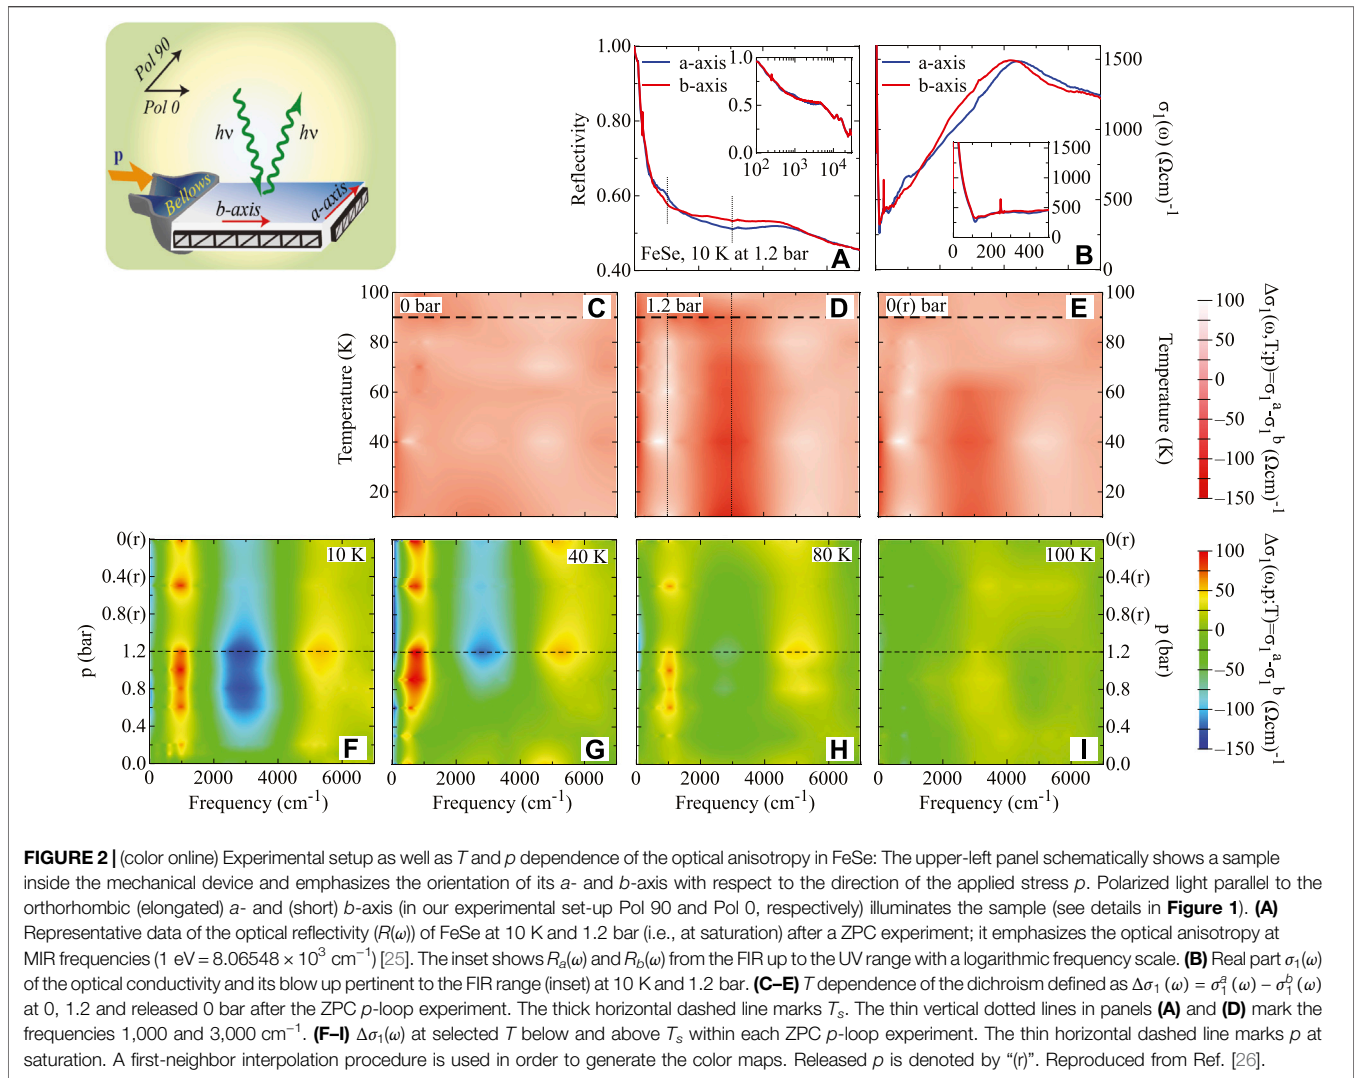 Pol 90
Pol 0
hν
hν
p
Bellows
b-axis
a-axis
1.00
0.80
0.60
0.40
Reflectivity
a-axis
b-axis
1.0
0.5
0.0
10²
10³
10⁴
FeSe, 10 K at 1.2 bar
A
a-axis
b-axis
1500
1000
500
0
0
200
400
B
1500
1000
500
0
σ₁(ω) (Ωcm)⁻¹
100
80
60
40
20
Temperature (K)
0 bar
C
1.2 bar
D
0(r) bar
E
100
80
60
40
20
Temperature (K)
100
50
0
−50
−100
−150
Δσ₁(ω,T;p)=σ₁ᵃ-σ₁ᵇ (Ωcm)⁻¹
0(r)
0.4(r)
0.8(r)
1.2
0.8
0.4
0.0
p (bar)
10 K
F
40 K
G
80 K
H
100 K
I
0(r)
0.4(r)
0.8(r)
1.2
0.8
0.4
0.0
p (bar)
100
50
0
−50
−100
−150
Δσ₁(ω,p;T)=σ₁ᵃ-σ₁ᵇ (Ωcm)⁻¹
0 2000 4000 6000
0 2000 4000 6000
0 2000 4000 6000
0 2000 4000 6000
Frequency (cm⁻¹)
Frequency (cm⁻¹)
Frequency (cm⁻¹)
Frequency (cm⁻¹)
FIGURE 2 | (color online) Experimental setup as well as T and p dependence of the optical anisotropy in FeSe: The upper-left panel schematically shows a sample
inside the mechanical device and emphasizes the orientation of its a- and b-axis with respect to the direction of the applied stress p. Polarized light parallel to the
orthorhombic (elongated) a- and (short) b-axis (in our experimental set-up Pol 90 and Pol 0, respectively) illuminates the sample (see details in Figure 1). (A)
Representative data of the optical reflectivity (R(ω)) of FeSe at 10 K and 1.2 bar (i.e., at saturation) after a ZPC experiment; it emphasizes the optical anisotropy at
MIR frequencies (1 eV = 8.06548 × 10³ cm⁻¹) [25]. The inset shows Rₐ(ω) and R_b(ω) from the FIR up to the UV range with a logarithmic frequency scale. (B) Real part σ₁(ω)
of the optical conductivity and its blow up pertinent to the FIR range (inset) at 10 K and 1.2 bar. (C–E) T dependence of the dichroism defined as Δσ₁ (ω) = σ₁ᵃ (ω) − σ₁ᵇ (ω)
at 0, 1.2 and released 0 bar after the ZPC p-loop experiment. The thick horizontal dashed line marks Tₛ. The thin vertical dotted lines in panels (A) and (D) mark the
frequencies 1,000 and 3,000 cm⁻¹. (F–I) Δσ₁(ω) at selected T below and above Tₛ within each ZPC p-loop experiment. The thin horizontal dashed line marks p at
saturation. A first-neighbor interpolation procedure is used in order to generate the color maps. Released p is denoted by “(r)”. Reproduced from Ref. [26].